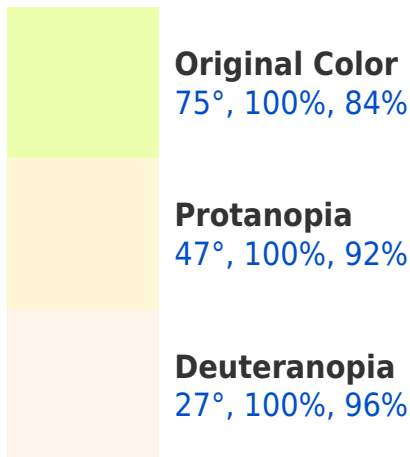 Original Color
75°, 100%, 84%
Protanopia
47°, 100%, 92%
Deuteranopia
27°, 100%, 96%